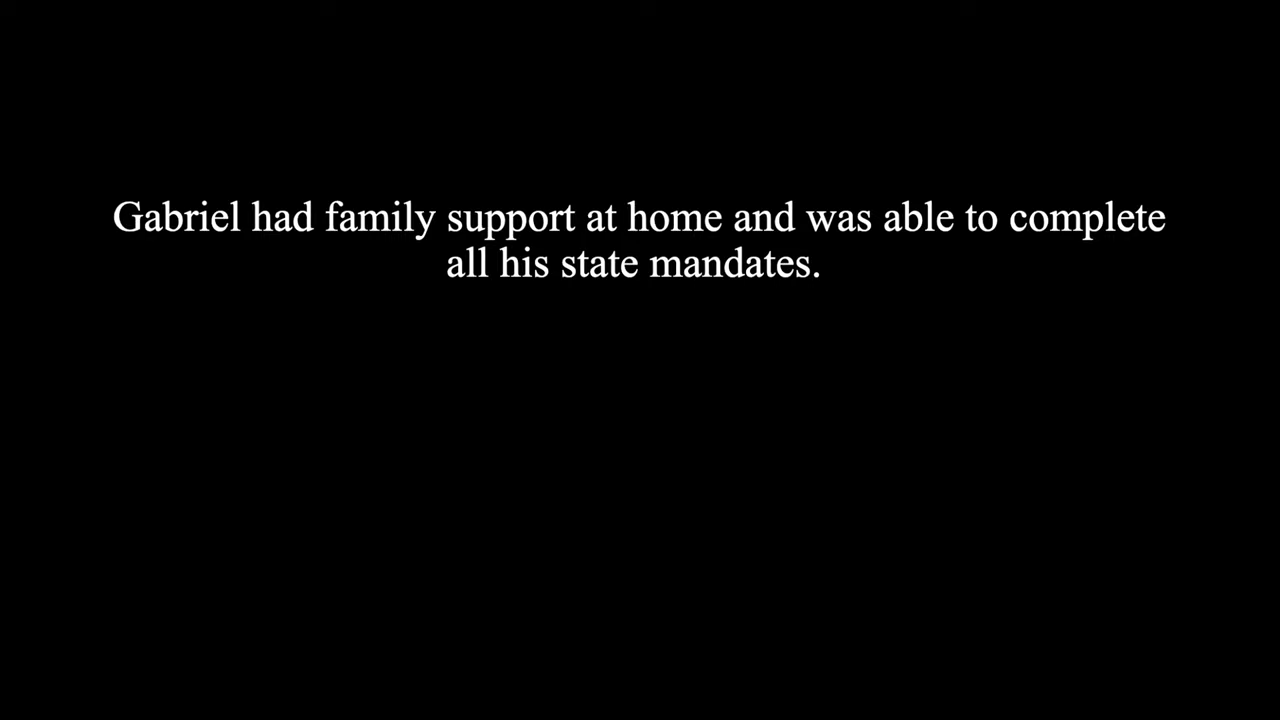 Gabriel had family support at home and was able to complete
all his state mandates.